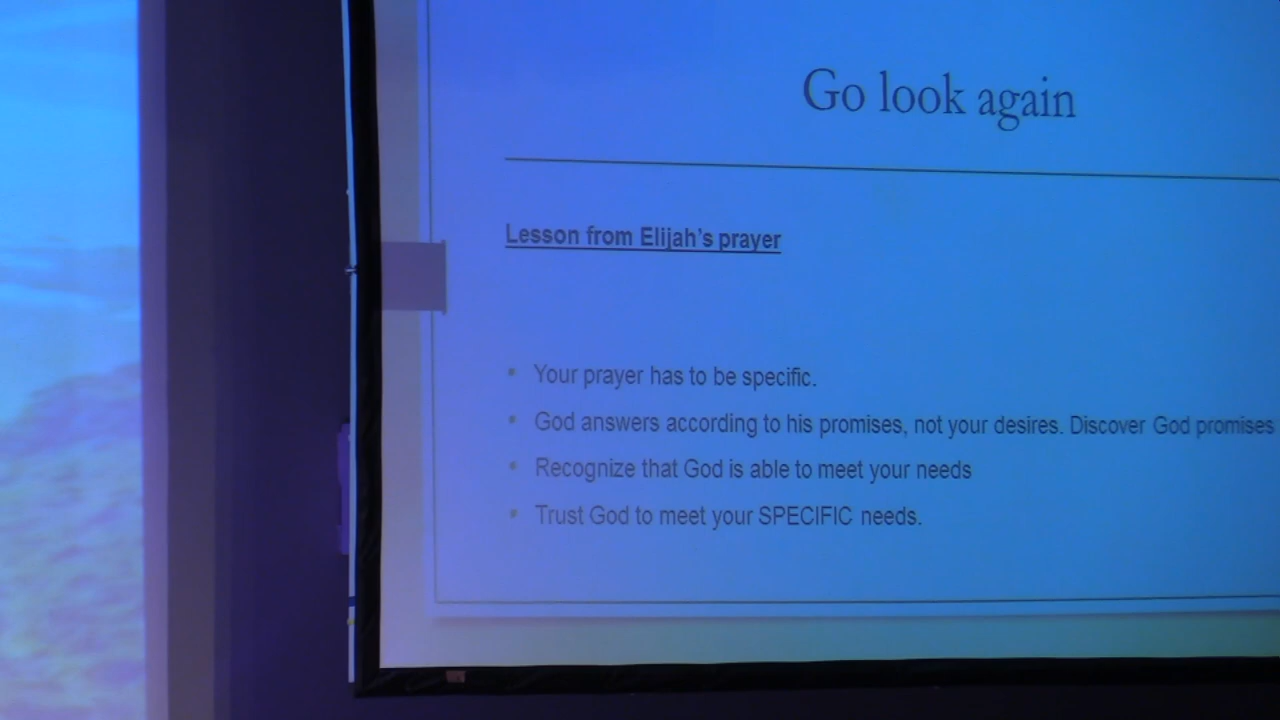 Go look again
Lesson from Elijah's prayer
• Your prayer has to be specific.
• God answers according to his promises, not your desires. Discover God promises
• Recognize that God is able to meet your needs
• Trust God to meet your SPECIFIC needs.